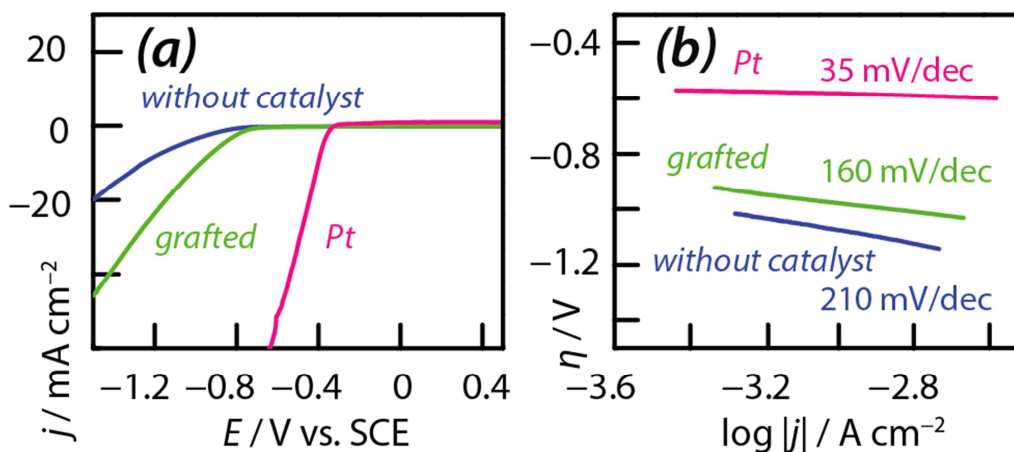 (a)
20
0
−20
j / mA cm⁻²
without catalyst
grafted
Pt
−1.2
−0.8
−0.4
0
0.4
E / V vs. SCE
(b)
−0.4
−0.8
−1.2
η / V
Pt
35 mV/dec
grafted
160 mV/dec
without catalyst
210 mV/dec
−3.6
−3.2
−2.8
log |j| / A cm⁻²